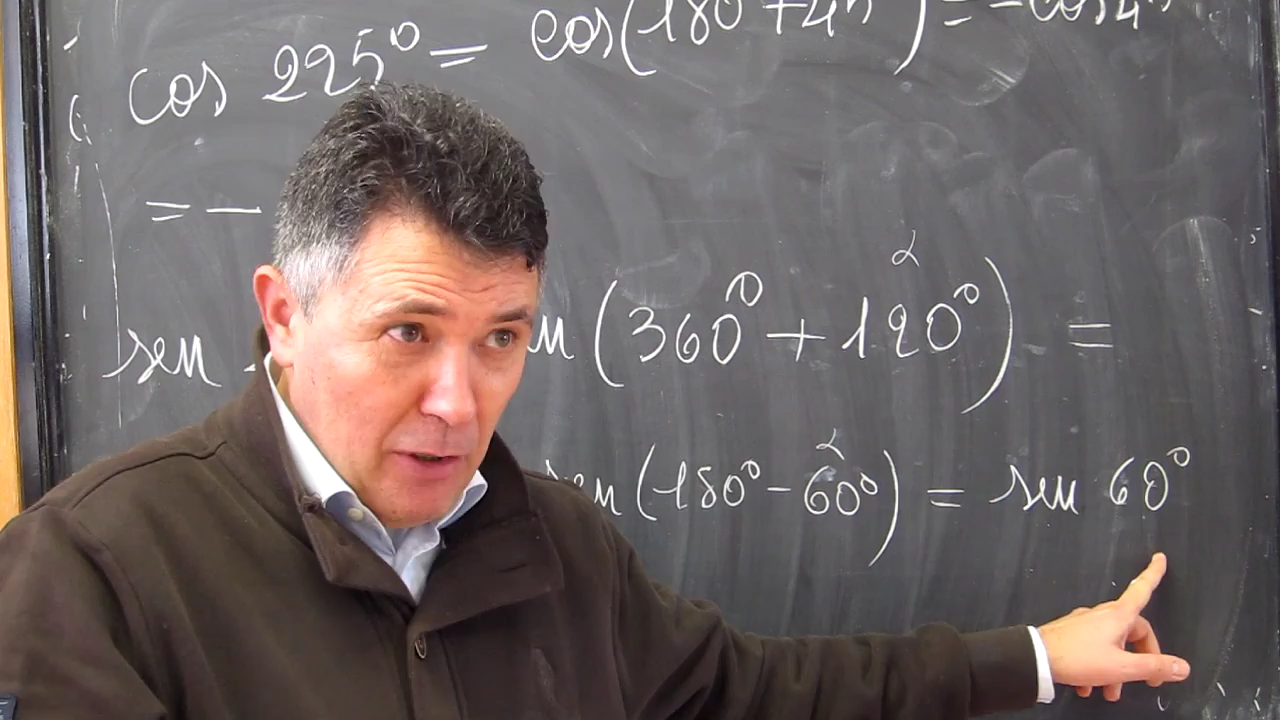 cos 225° = cos(180 + 45°) = - cos 45°
= -
α
sen (360° + 120°) =
α
sen (180° - 60°) = sen 60°